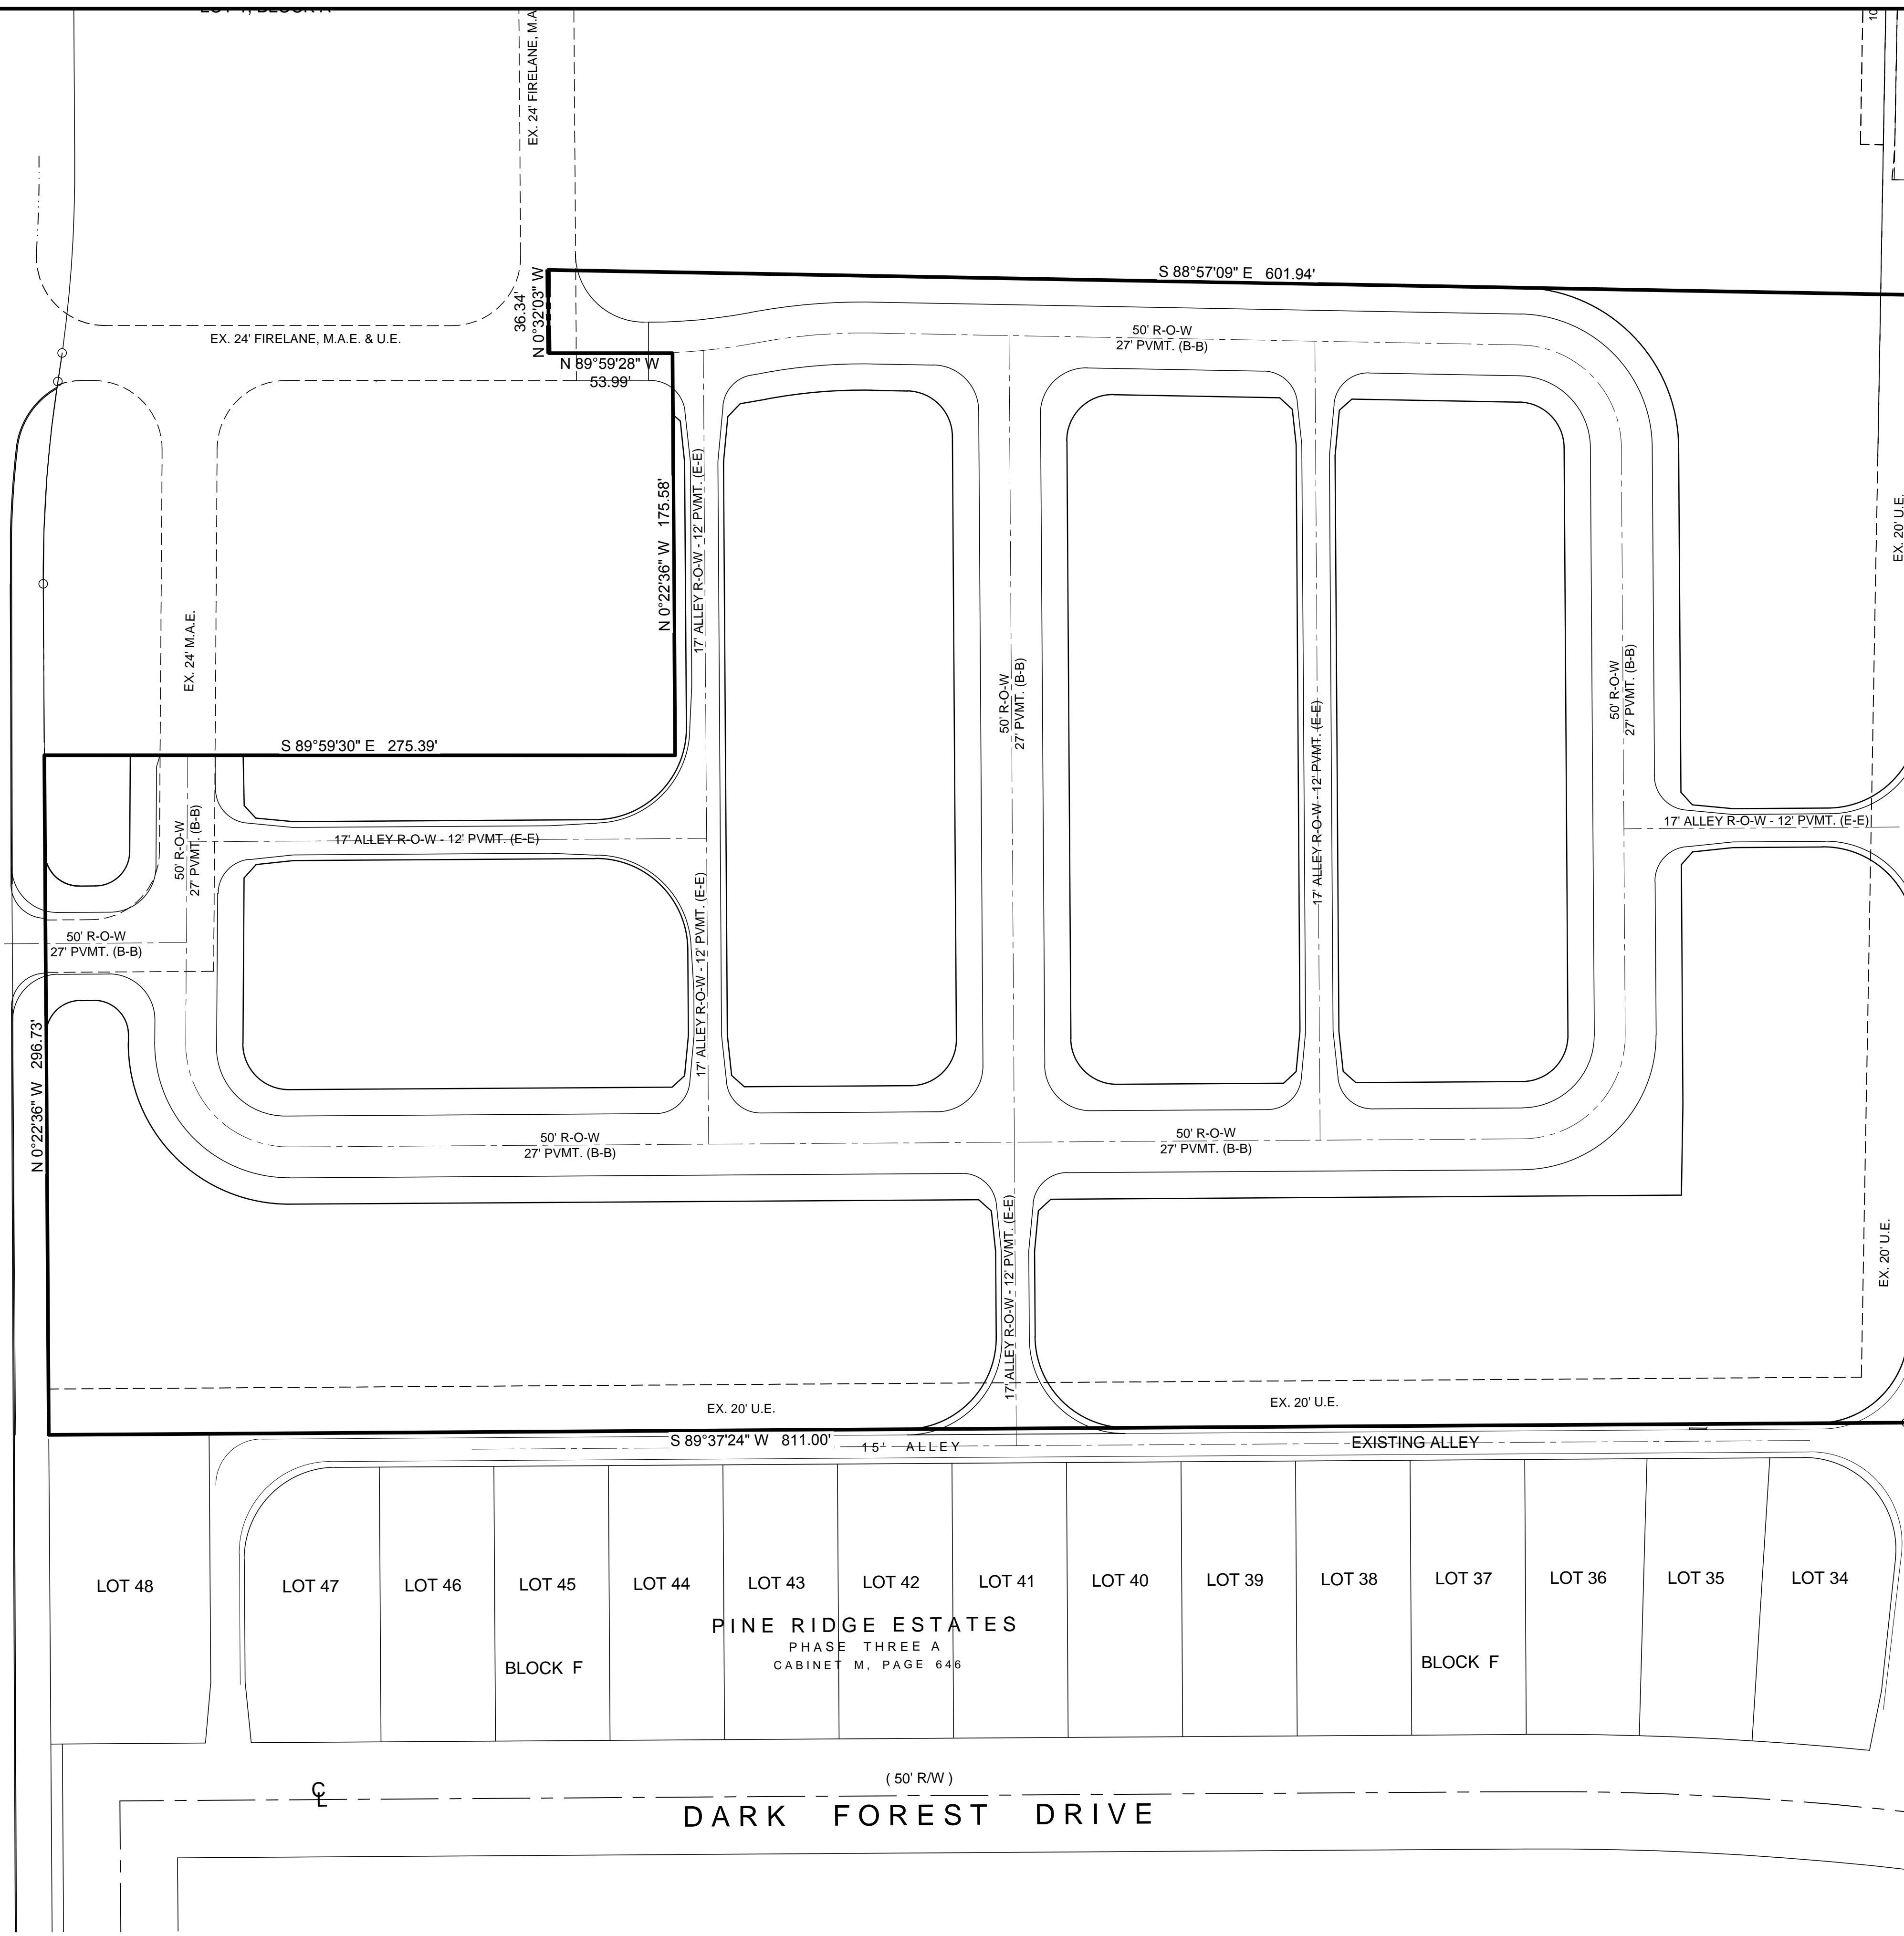 EX. 24' FIRELANE, M.A
10
S 88°57'09" E 601.94'
36.34'
N 0°32'03" W
EX. 24' FIRELANE, M.A.E. & U.E.
50' R-O-W
27' PVMT. (B-B)
N 89°59'28" W
53.99'
17' ALLEY R-O-W - 12' PVMT. (E-E)
N 0°22'36" W 175.58'
EX. 20' U.E.
EX. 24' M.A.E.
50' R-O-W
27' PVMT. (B-B)
50' R-O-W
27' PVMT. (B-B)
17' ALLEY R-O-W - 12' PVMT. (E-E)
S 89°59'30" E 275.39'
50' R-O-W
27' PVMT. (B-B)
17' ALLEY R-O-W - 12' PVMT. (E-E)
17' ALLEY R-O-W - 12' PVMT. (E-E)
17' ALLEY R-O-W - 12' PVMT. (E-E)
50' R-O-W
27' PVMT. (B-B)
N 0°22'36" W 296.73'
50' R-O-W
27' PVMT. (B-B)
50' R-O-W
27' PVMT. (B-B)
17' ALLEY R-O-W - 12' PVMT. (E-E)
EX. 20' U.E.
EX. 20' U.E.
EX. 20' U.E.
S 89°37'24" W 811.00'
15' ALLEY
EXISTING ALLEY
LOT 48
LOT 47
LOT 46
LOT 45
LOT 44
LOT 43
LOT 42
LOT 41
LOT 40
LOT 39
LOT 38
LOT 37
LOT 36
LOT 35
LOT 34
PINE RIDGE ESTATES
PHASE THREE A
CABINET M, PAGE 646
BLOCK F
BLOCK F
( 50' R/W )
CL
DARK FOREST DRIVE